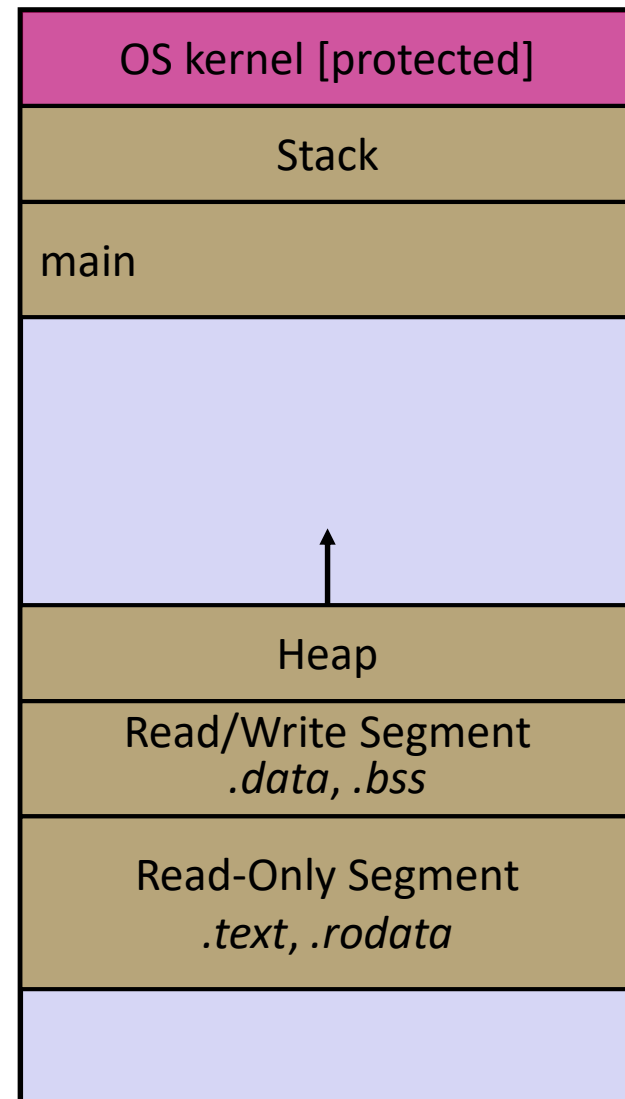 OS kernel [protected]
Stack
main
Heap
Read/Write Segment
.data, .bss
Read-Only Segment
.text, .rodata